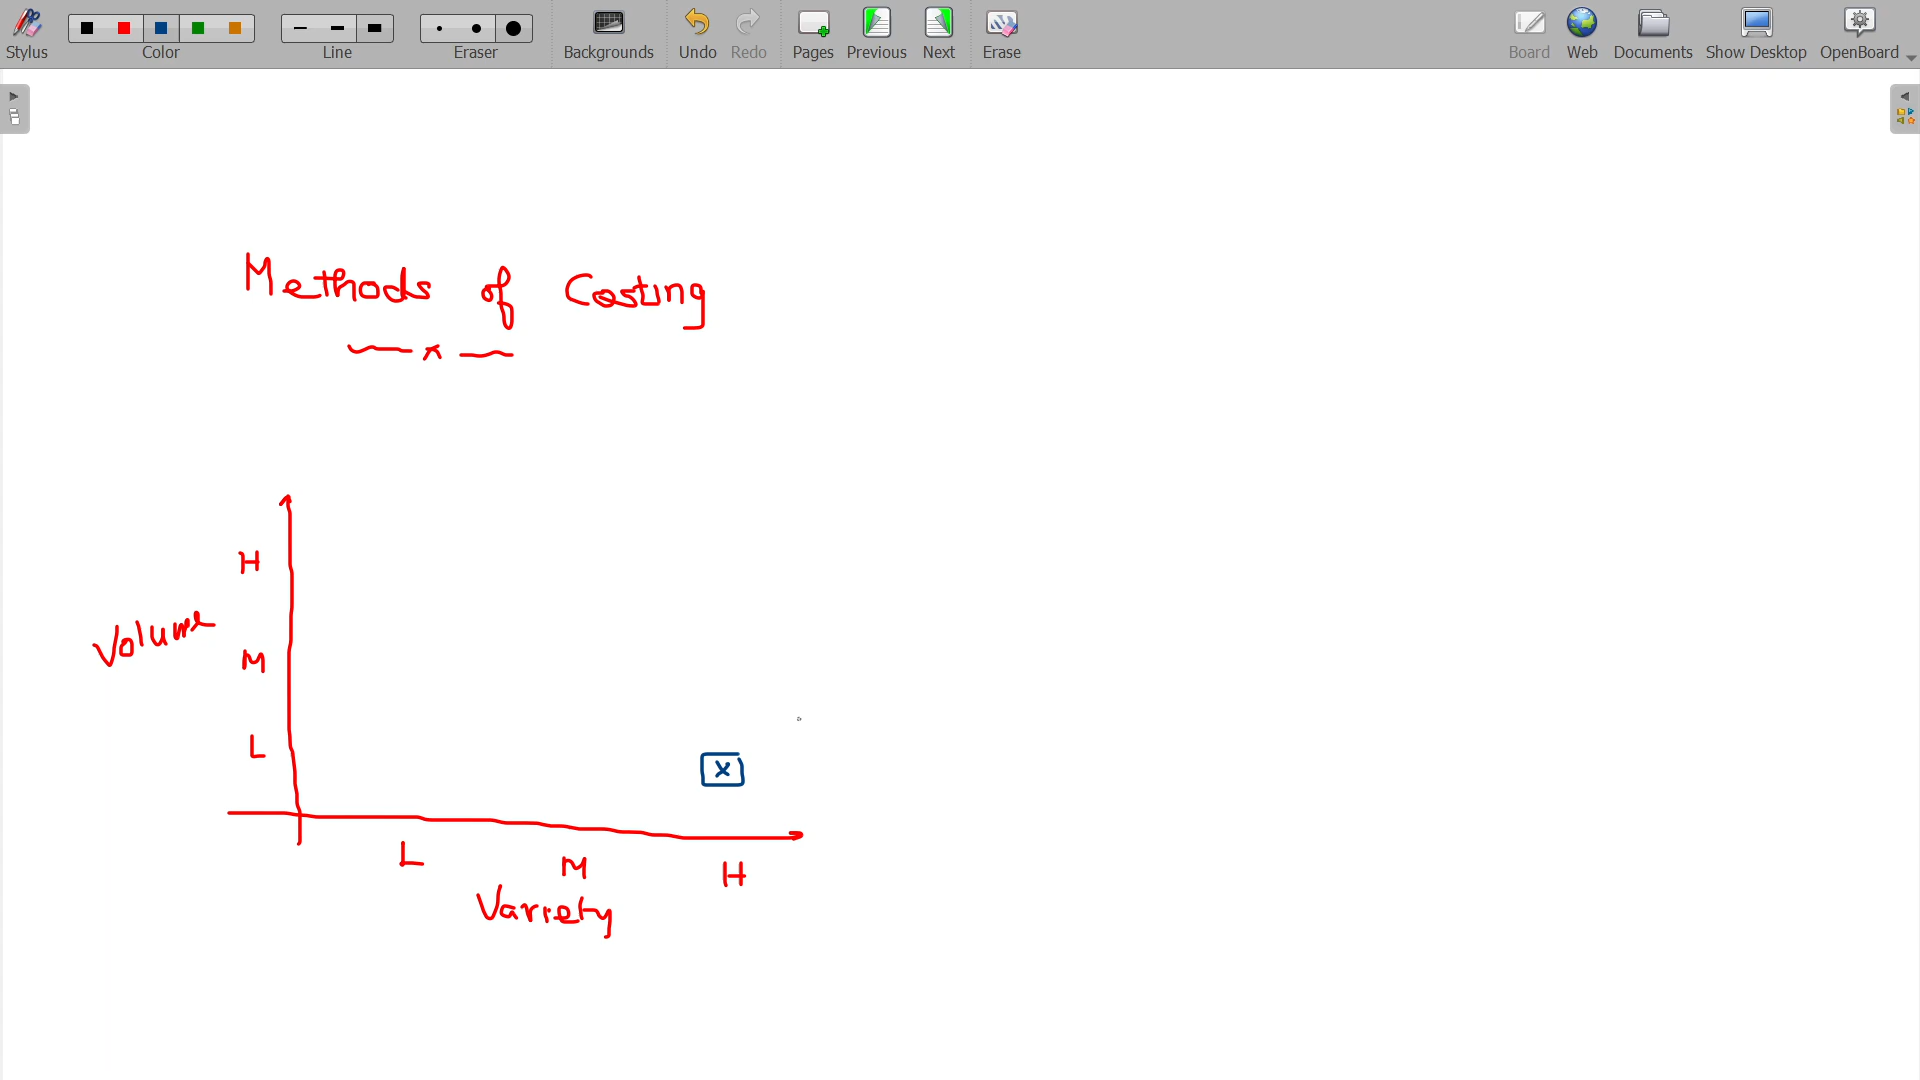 Stylus Color Line Eraser Backgrounds Undo Redo Pages Previous Next Erase Board Web Documents Show Desktop OpenBoard
Methods of Costing
x
H
Volume
M
L
X
L M H
Variety